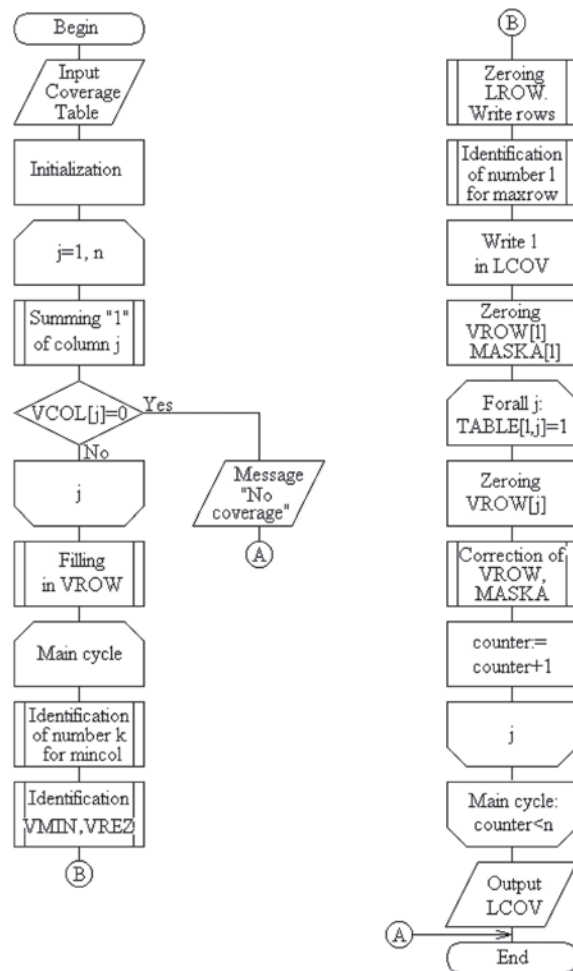 Begin
Input
Coverage
Table
Initialization
j=1, n
Summing "1"
of column j
VCOL[j]=0
Yes
No
j
Message
"No
coverage"
A
Filling
in VROW
Main cycle
Identification
of number k
for mincol
Identification
VMIN,VREZ
B
B
Zeroing
LROW.
Write rows
Identification
of number l
for maxrow
Write l
in LCOV
Zeroing
VROW[l]
MASKA[l]
Forall j:
TABLE[l,j]=1
Zeroing
VROW[j]
Correction of
VROW,
MASKA
counter:=
counter+1
j
Main cycle:
counter<n
Output
LCOV
A
End